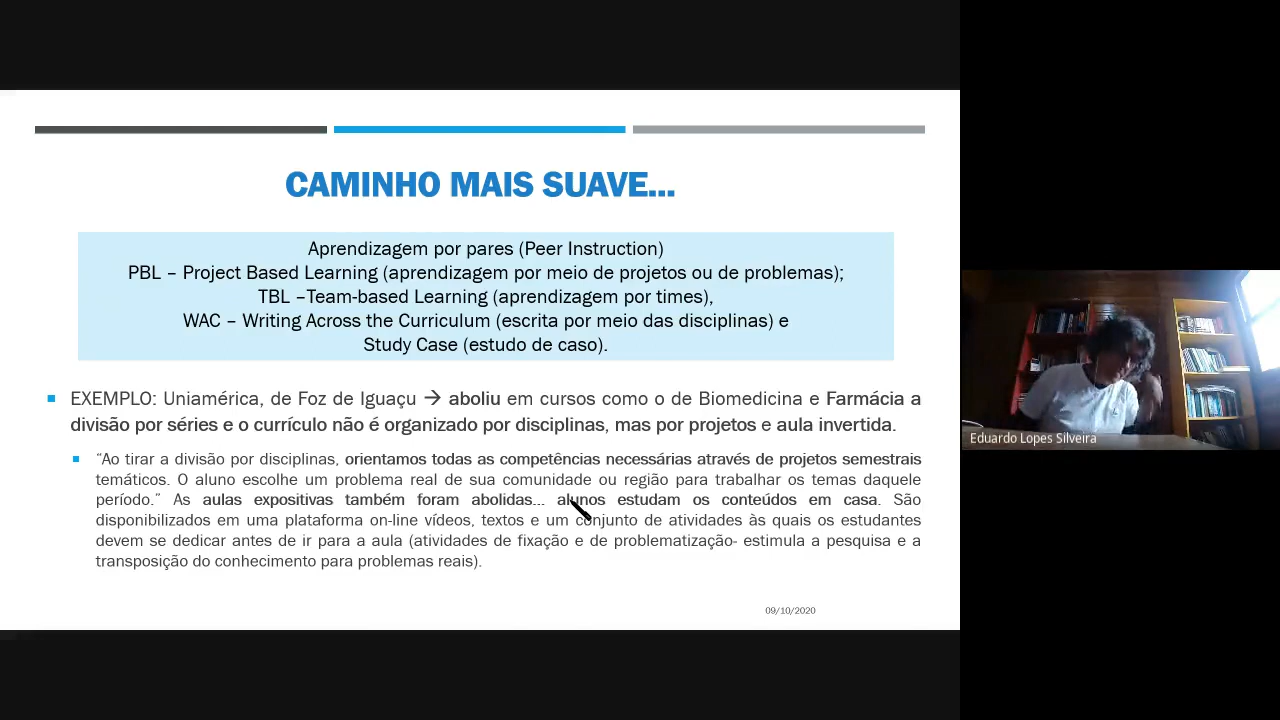 CAMINHO MAIS SUAVE...
Aprendizagem por pares (Peer Instruction)
PBL – Project Based Learning (aprendizagem por meio de projetos ou de problemas);
TBL –Team-based Learning (aprendizagem por times),
WAC – Writing Across the Curriculum (escrita por meio das disciplinas) e
Study Case (estudo de caso).
EXEMPLO: Uniamérica, de Foz de Iguaçu → aboliu em cursos como o de Biomedicina e Farmácia a
divisão por séries e o currículo não é organizado por disciplinas, mas por projetos e aula invertida.
“Ao tirar a divisão por disciplinas, orientamos todas as competências necessárias através de projetos semestrais
temáticos. O aluno escolhe um problema real de sua comunidade ou região para trabalhar os temas daquele
período.” As aulas expositivas também foram abolidas... alunos estudam os conteúdos em casa. São
disponibilizados em uma plataforma on-line vídeos, textos e um conjunto de atividades às quais os estudantes
devem se dedicar antes de ir para a aula (atividades de fixação e de problematização- estimula a pesquisa e a
transposição do conhecimento para problemas reais).
09/10/2020
Eduardo Lopes Silveira